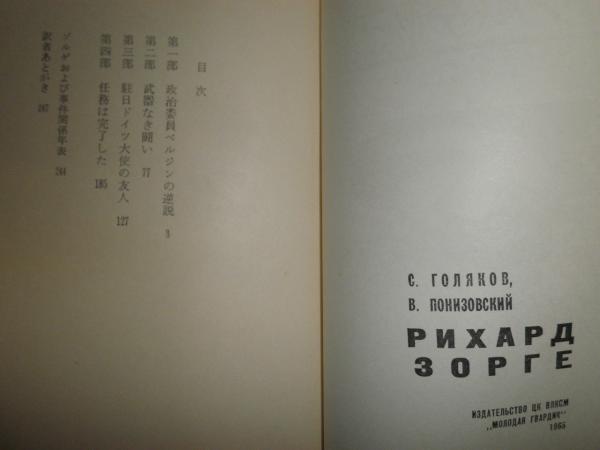 目次
第一部 政治委員ベルジンの逆説 3
第二部 武器なき闘い 77
第三部 駐日ドイツ大使の友人 127
第四部 任務は完了した 185
ゾルゲおよび事件関係年表 244
訳者あとがき 247
С. ГОЛЯКОВ,
В. ПОНИЗОВСКИЙ
РИХАРД
ЗОРГЕ
ИЗДАТЕЛЬСТВО ЦК ВЛКСМ
„МОЛОДАЯ ГВАРДИЯ"
1965